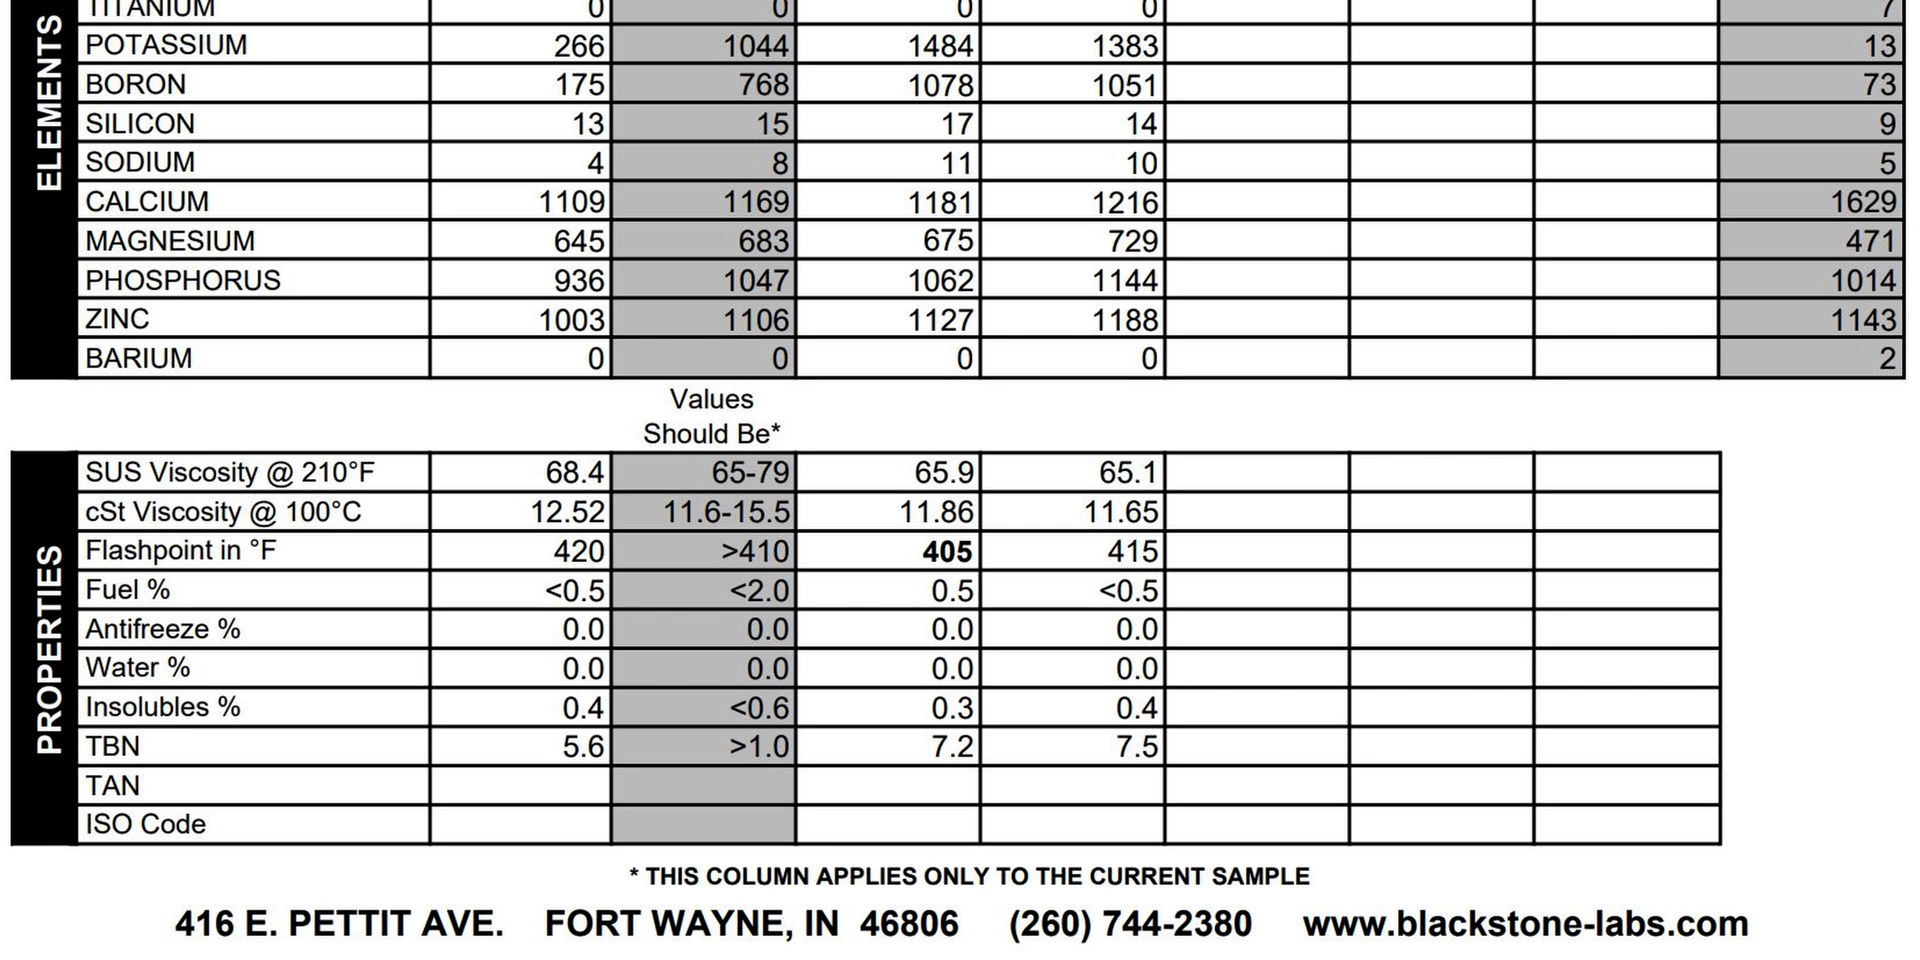 ELEMENTS
TITANIUM 0 0 0 0 7
POTASSIUM 266 1044 1484 1383 13
BORON 175 768 1078 1051 73
SILICON 13 15 17 14 9
SODIUM 4 8 11 10 5
CALCIUM 1109 1169 1181 1216 1629
MAGNESIUM 645 683 675 729 471
PHOSPHORUS 936 1047 1062 1144 1014
ZINC 1003 1106 1127 1188 1143
BARIUM 0 0 0 0 2
Values
Should Be*
PROPERTIES
SUS Viscosity @ 210°F 68.4 65-79 65.9 65.1
cSt Viscosity @ 100°C 12.52 11.6-15.5 11.86 11.65
Flashpoint in °F 420 >410 405 415
Fuel % <0.5 <2.0 0.5 <0.5
Antifreeze % 0.0 0.0 0.0 0.0
Water % 0.0 0.0 0.0 0.0
Insolubles % 0.4 <0.6 0.3 0.4
TBN 5.6 >1.0 7.2 7.5
TAN
ISO Code
* THIS COLUMN APPLIES ONLY TO THE CURRENT SAMPLE
416 E. PETTIT AVE. FORT WAYNE, IN 46806 (260) 744-2380 www.blackstone-labs.com